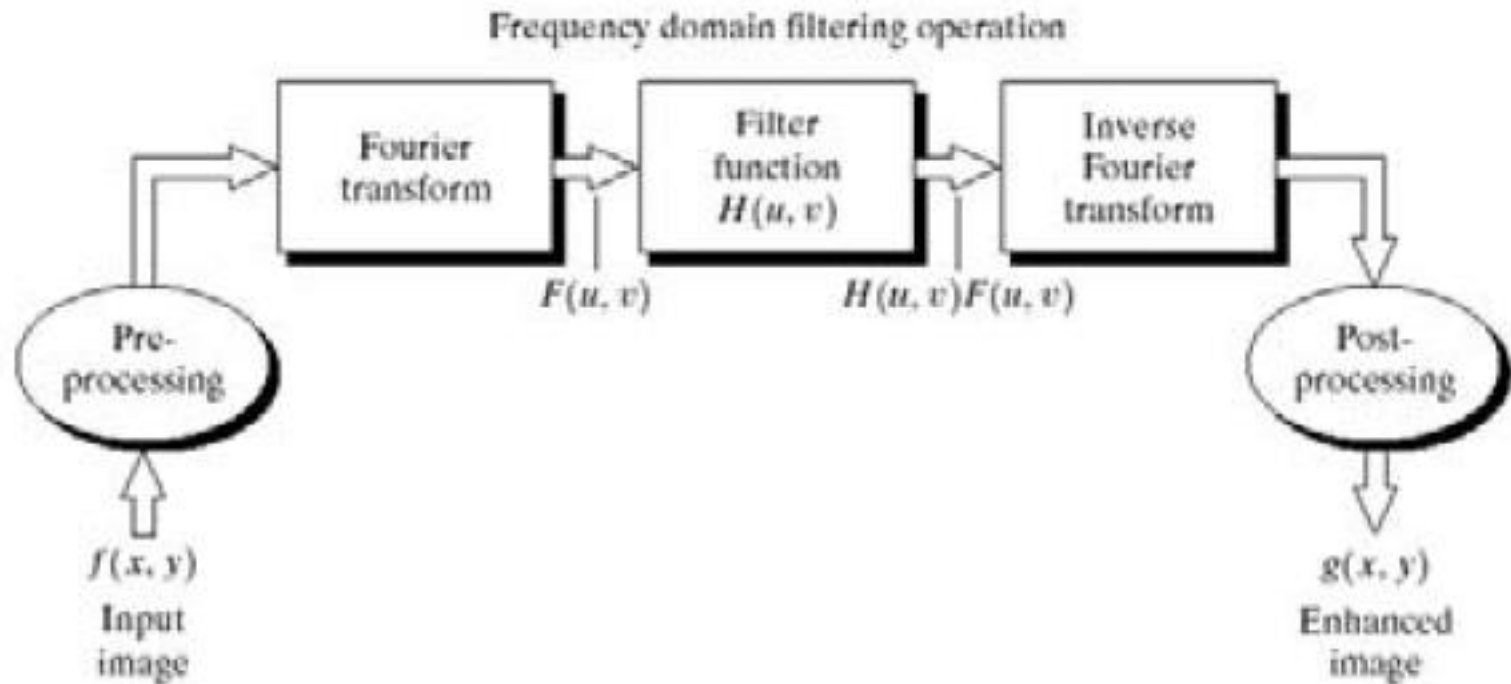 Frequency domain filtering operation
Fourier
transform
Filter
function
H(u, v)
Inverse
Fourier
transform
F(u, v)
H(u, v)F(u, v)
Pre-
processing
Post-
processing
f(x, y)
Input
image
g(x, y)
Enhanced
image